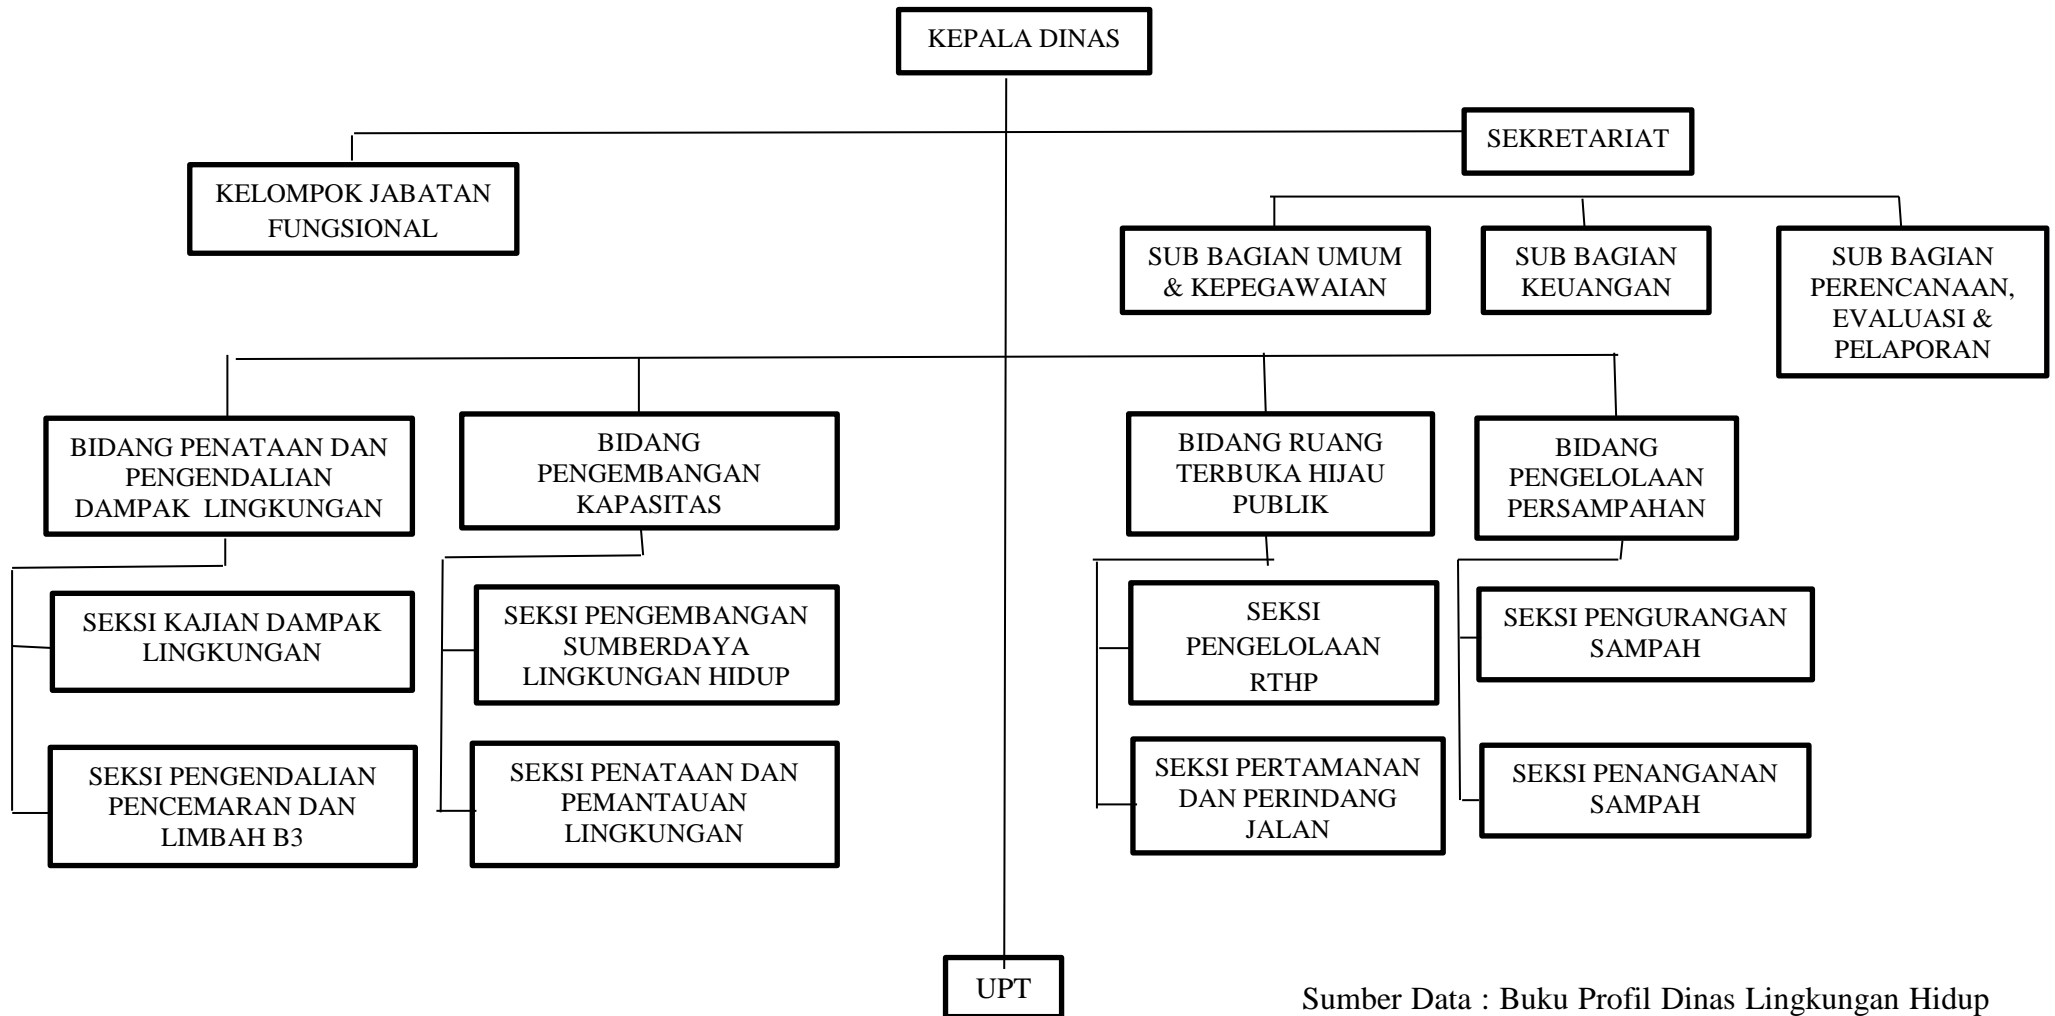 KEPALA DINAS
SEKRETARIAT
KELOMPOK JABATAN
FUNGSIONAL
SUB BAGIAN UMUM
& KEPEGAWAIAN
SUB BAGIAN
KEUANGAN
SUB BAGIAN
PERENCANAAN,
EVALUASI &
PELAPORAN
BIDANG PENATAAN DAN
PENGENDALIAN
DAMPAK LINGKUNGAN
BIDANG
PENGEMBANGAN
KAPASITAS
BIDANG RUANG
TERBUKA HIJAU
PUBLIK
BIDANG
PENGELOLAAN
PERSAMPAHAN
SEKSI KAJIAN DAMPAK
LINGKUNGAN
SEKSI PENGEMBANGAN
SUMBERDAYA
LINGKUNGAN HIDUP
SEKSI
PENGELOLAAN
RTHP
SEKSI PENGURANGAN
SAMPAH
SEKSI PENGENDALIAN
PENCEMARAN DAN
LIMBAH B3
SEKSI PENATAAN DAN
PEMANTAUAN
LINGKUNGAN
SEKSI PERTAMANAN
DAN PERINDANG
JALAN
SEKSI PENANGANAN
SAMPAH
UPT
Sumber Data : Buku Profil Dinas Lingkungan Hidup